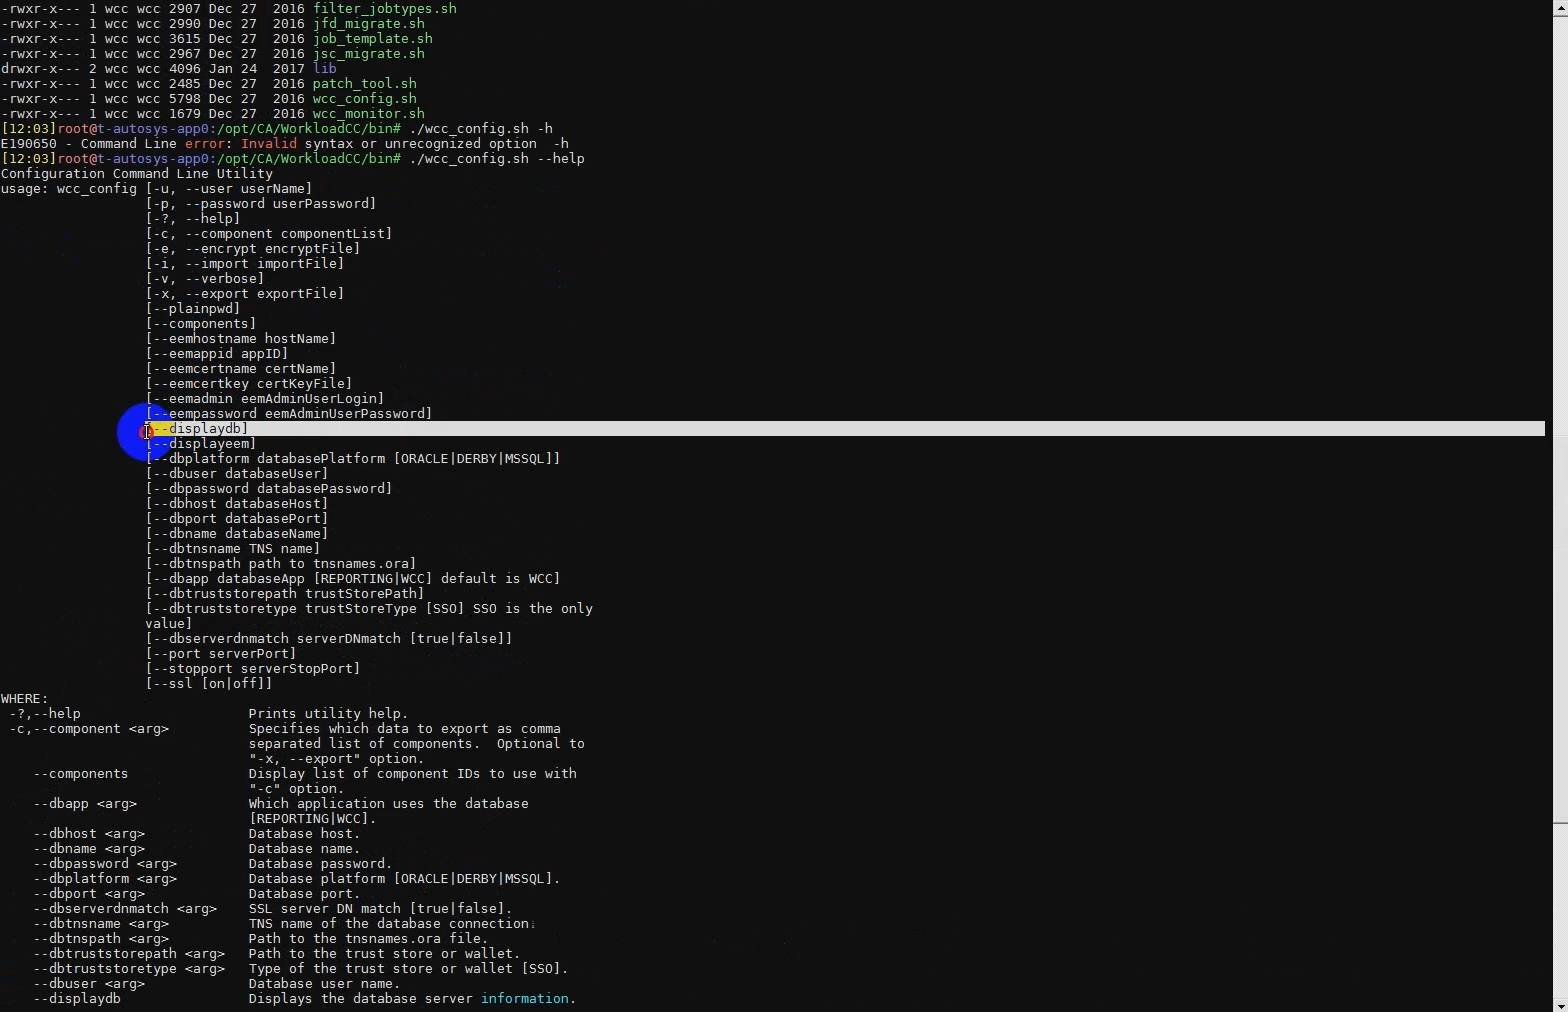 -rwxr-x--- 1 wcc wcc 2907 Dec 27  2016 filter_jobtypes.sh
-rwxr-x--- 1 wcc wcc 2990 Dec 27  2016 jfd_migrate.sh
-rwxr-x--- 1 wcc wcc 3615 Dec 27  2016 job_template.sh
-rwxr-x--- 1 wcc wcc 2967 Dec 27  2016 jsc_migrate.sh
drwxr-x--- 2 wcc wcc 4096 Jan 24  2017 lib
-rwxr-x--- 1 wcc wcc 2485 Dec 27  2016 patch_tool.sh
-rwxr-x--- 1 wcc wcc 5798 Dec 27  2016 wcc_config.sh
-rwxr-x--- 1 wcc wcc 1679 Dec 27  2016 wcc_monitor.sh
[12:03]root@t-autosys-app0:/opt/CA/WorkloadCC/bin# ./wcc_config.sh -h
E190650 - Command Line error: Invalid syntax or unrecognized option  -h
[12:03]root@t-autosys-app0:/opt/CA/WorkloadCC/bin# ./wcc_config.sh --help
Configuration Command Line Utility
usage: wcc_config [-u, --user userName]
                  [-p, --password userPassword]
                  [-?, --help]
                  [-c, --component componentList]
                  [-e, --encrypt encryptFile]
                  [-i, --import importFile]
                  [-v, --verbose]
                  [-x, --export exportFile]
                  [--plainpwd]
                  [--components]
                  [--eemhostname hostName]
                  [--eemappid appID]
                  [--eemcertname certName]
                  [--eemcertkey certKeyFile]
                  [--eemadmin eemAdminUserLogin]
                  [--eempassword eemAdminUserPassword]
                  [--displaydb]
                  [--displayeem]
                  [--dbplatform databasePlatform [ORACLE|DERBY|MSSQL]]
                  [--dbuser databaseUser]
                  [--dbpassword databasePassword]
                  [--dbhost databaseHost]
                  [--dbport databasePort]
                  [--dbname databaseName]
                  [--dbtnsname TNS name]
                  [--dbtnspath path to tnsnames.ora]
                  [--dbapp databaseApp [REPORTING|WCC] default is WCC]
                  [--dbtruststorepath trustStorePath]
                  [--dbtruststoretype trustStoreType [SSO] SSO is the only
                  value]
                  [--dbserverdnmatch serverDNmatch [true|false]]
                  [--port serverPort]
                  [--stopport serverStopPort]
                  [--ssl [on|off]]
WHERE:
 -?,--help                     Prints utility help.
 -c,--component <arg>          Specifies which data to export as comma
                               separated list of components.  Optional to
                               "-x, --export" option.
    --components               Display list of component IDs to use with
                               "-c" option.
    --dbapp <arg>              Which application uses the database
                               [REPORTING|WCC].
    --dbhost <arg>             Database host.
    --dbname <arg>             Database name.
    --dbpassword <arg>         Database password.
    --dbplatform <arg>         Database platform [ORACLE|DERBY|MSSQL].
    --dbport <arg>             Database port.
    --dbserverdnmatch <arg>    SSL server DN match [true|false].
    --dbtnsname <arg>          TNS name of the database connection.
    --dbtnspath <arg>          Path to the tnsnames.ora file.
    --dbtruststorepath <arg>   Path to the trust store or wallet.
    --dbtruststoretype <arg>   Type of the trust store or wallet [SSO].
    --dbuser <arg>             Database user name.
    --displaydb                Displays the database server information.